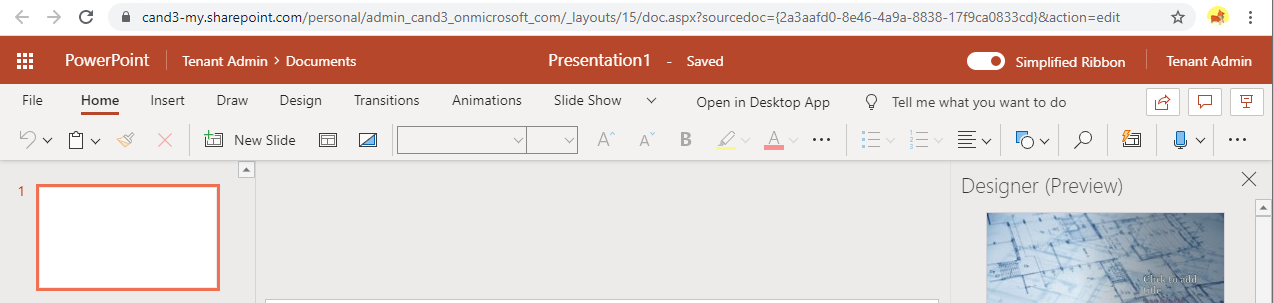 cand3-my.sharepoint.com/personal/admin_cand3_onmicrosoft_com/_layouts/15/doc.aspx?sourcedoc={2a3aafd0-8e46-4a9a-8838-17f9ca0833cd}&action=edit
PowerPoint Tenant Admin > Documents Presentation1 - Saved Simplified Ribbon Tenant Admin
File Home Insert Draw Design Transitions Animations Slide Show Open in Desktop App Tell me what you want to do
New Slide A A B A
1
Designer (Preview)
Click to add
title